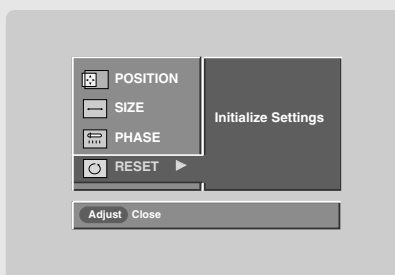 POSITION
SIZE
PHASE
RESET
Initialize Settings
Adjust Close